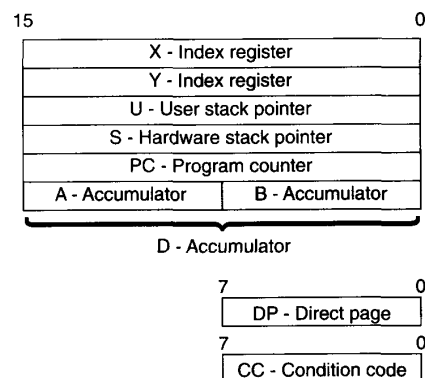 15 0
X - Index register
Y - Index register
U - User stack pointer
S - Hardware stack pointer
PC - Program counter
A - Accumulator B - Accumulator
D - Accumulator
7 0
DP - Direct page
7 0
CC - Condition code